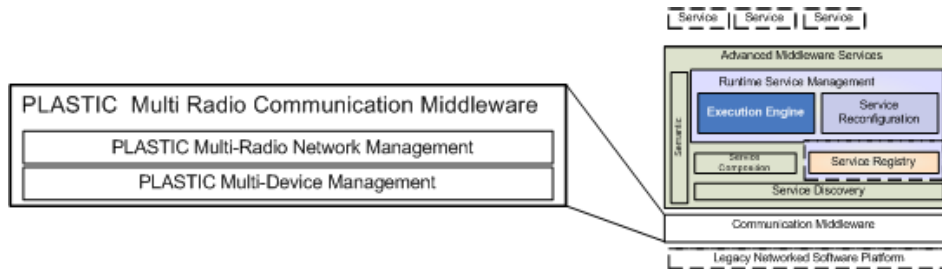 Service Service Service
Advanced Middleware Services
Runtime Service Management
Execution Engine
Service
Reconfiguration
Semantic
Service
Composition
Service Registry
Service Discovery
Communication Middleware
Legacy Networked Software Platform
PLASTIC Multi Radio Communication Middleware
PLASTIC Multi-Radio Network Management
PLASTIC Multi-Device Management